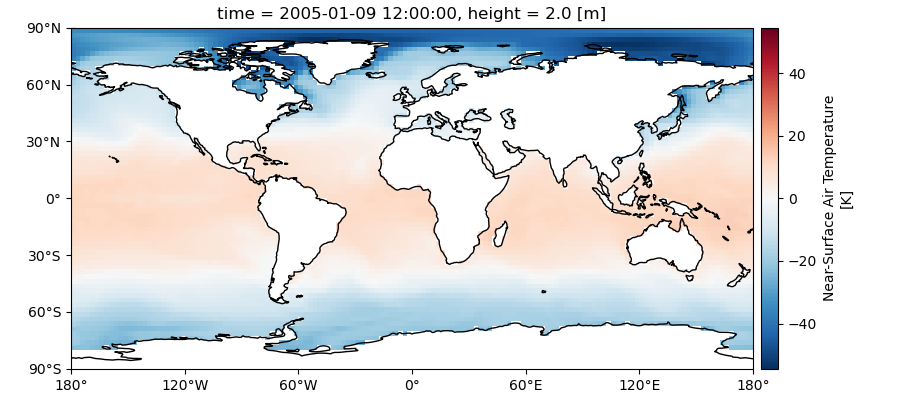 time = 2005-01-09 12:00:00, height = 2.0 [m]
90°N
60°N
30°N
0°
30°S
60°S
90°S
180°
120°W
60°W
0°
60°E
120°E
180°
40
20
0
−20
−40
Near-Surface Air Temperature
[K]